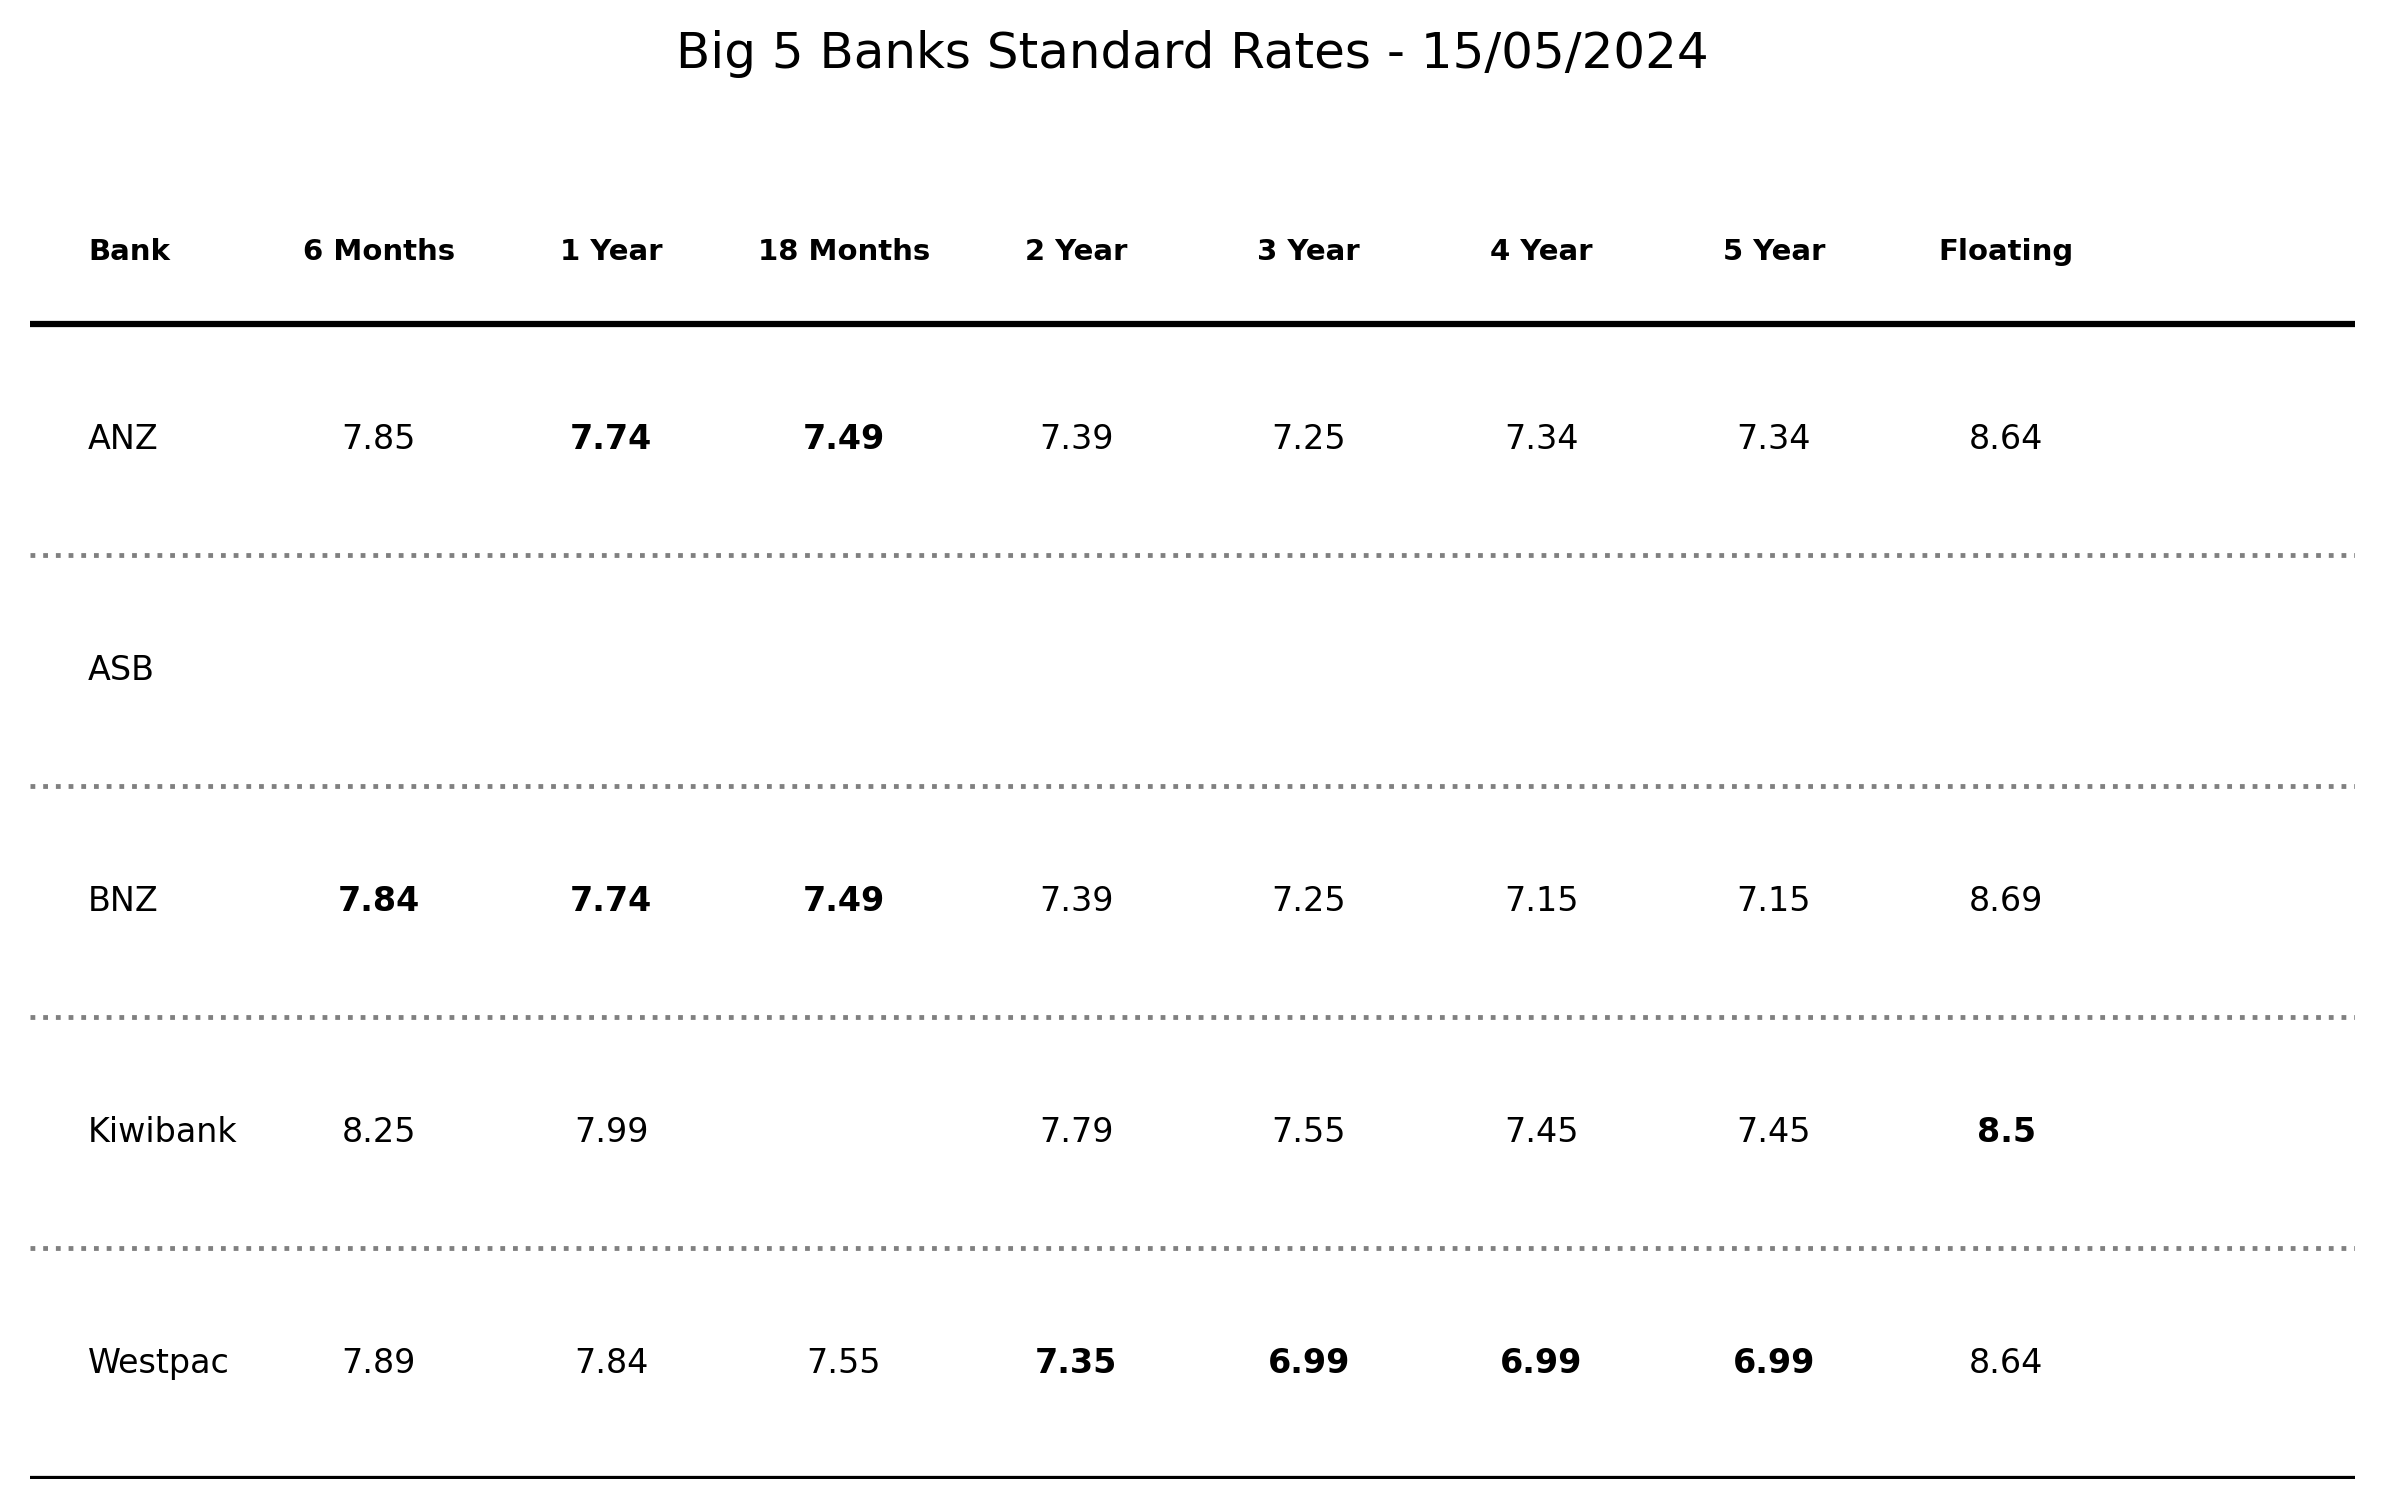 Big 5 Banks Standard Rates - 15/05/2024
Bank 6 Months 1 Year 18 Months 2 Year 3 Year 4 Year 5 Year Floating
ANZ 7.85 7.74 7.49 7.39 7.25 7.34 7.34 8.64
ASB
BNZ 7.84 7.74 7.49 7.39 7.25 7.15 7.15 8.69
Kiwibank 8.25 7.99 7.79 7.55 7.45 7.45 8.5
Westpac 7.89 7.84 7.55 7.35 6.99 6.99 6.99 8.64